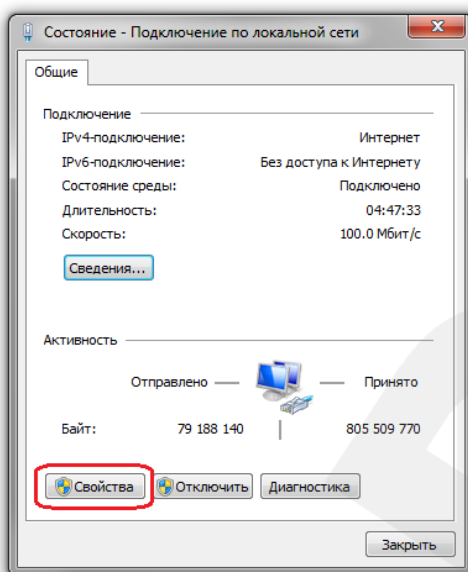 Состояние - Подключение по локальной сети
Общие
Подключение
IPv4-подключение: Интернет
IPv6-подключение: Без доступа к Интернету
Состояние среды: Подключено
Длительность: 04:47:33
Скорость: 100.0 Мбит/с
Сведения...
Активность
Отправлено — — Принято
Байт: 79 188 140 | 805 509 770
Свойства Отключить Диагностика
Закрыть